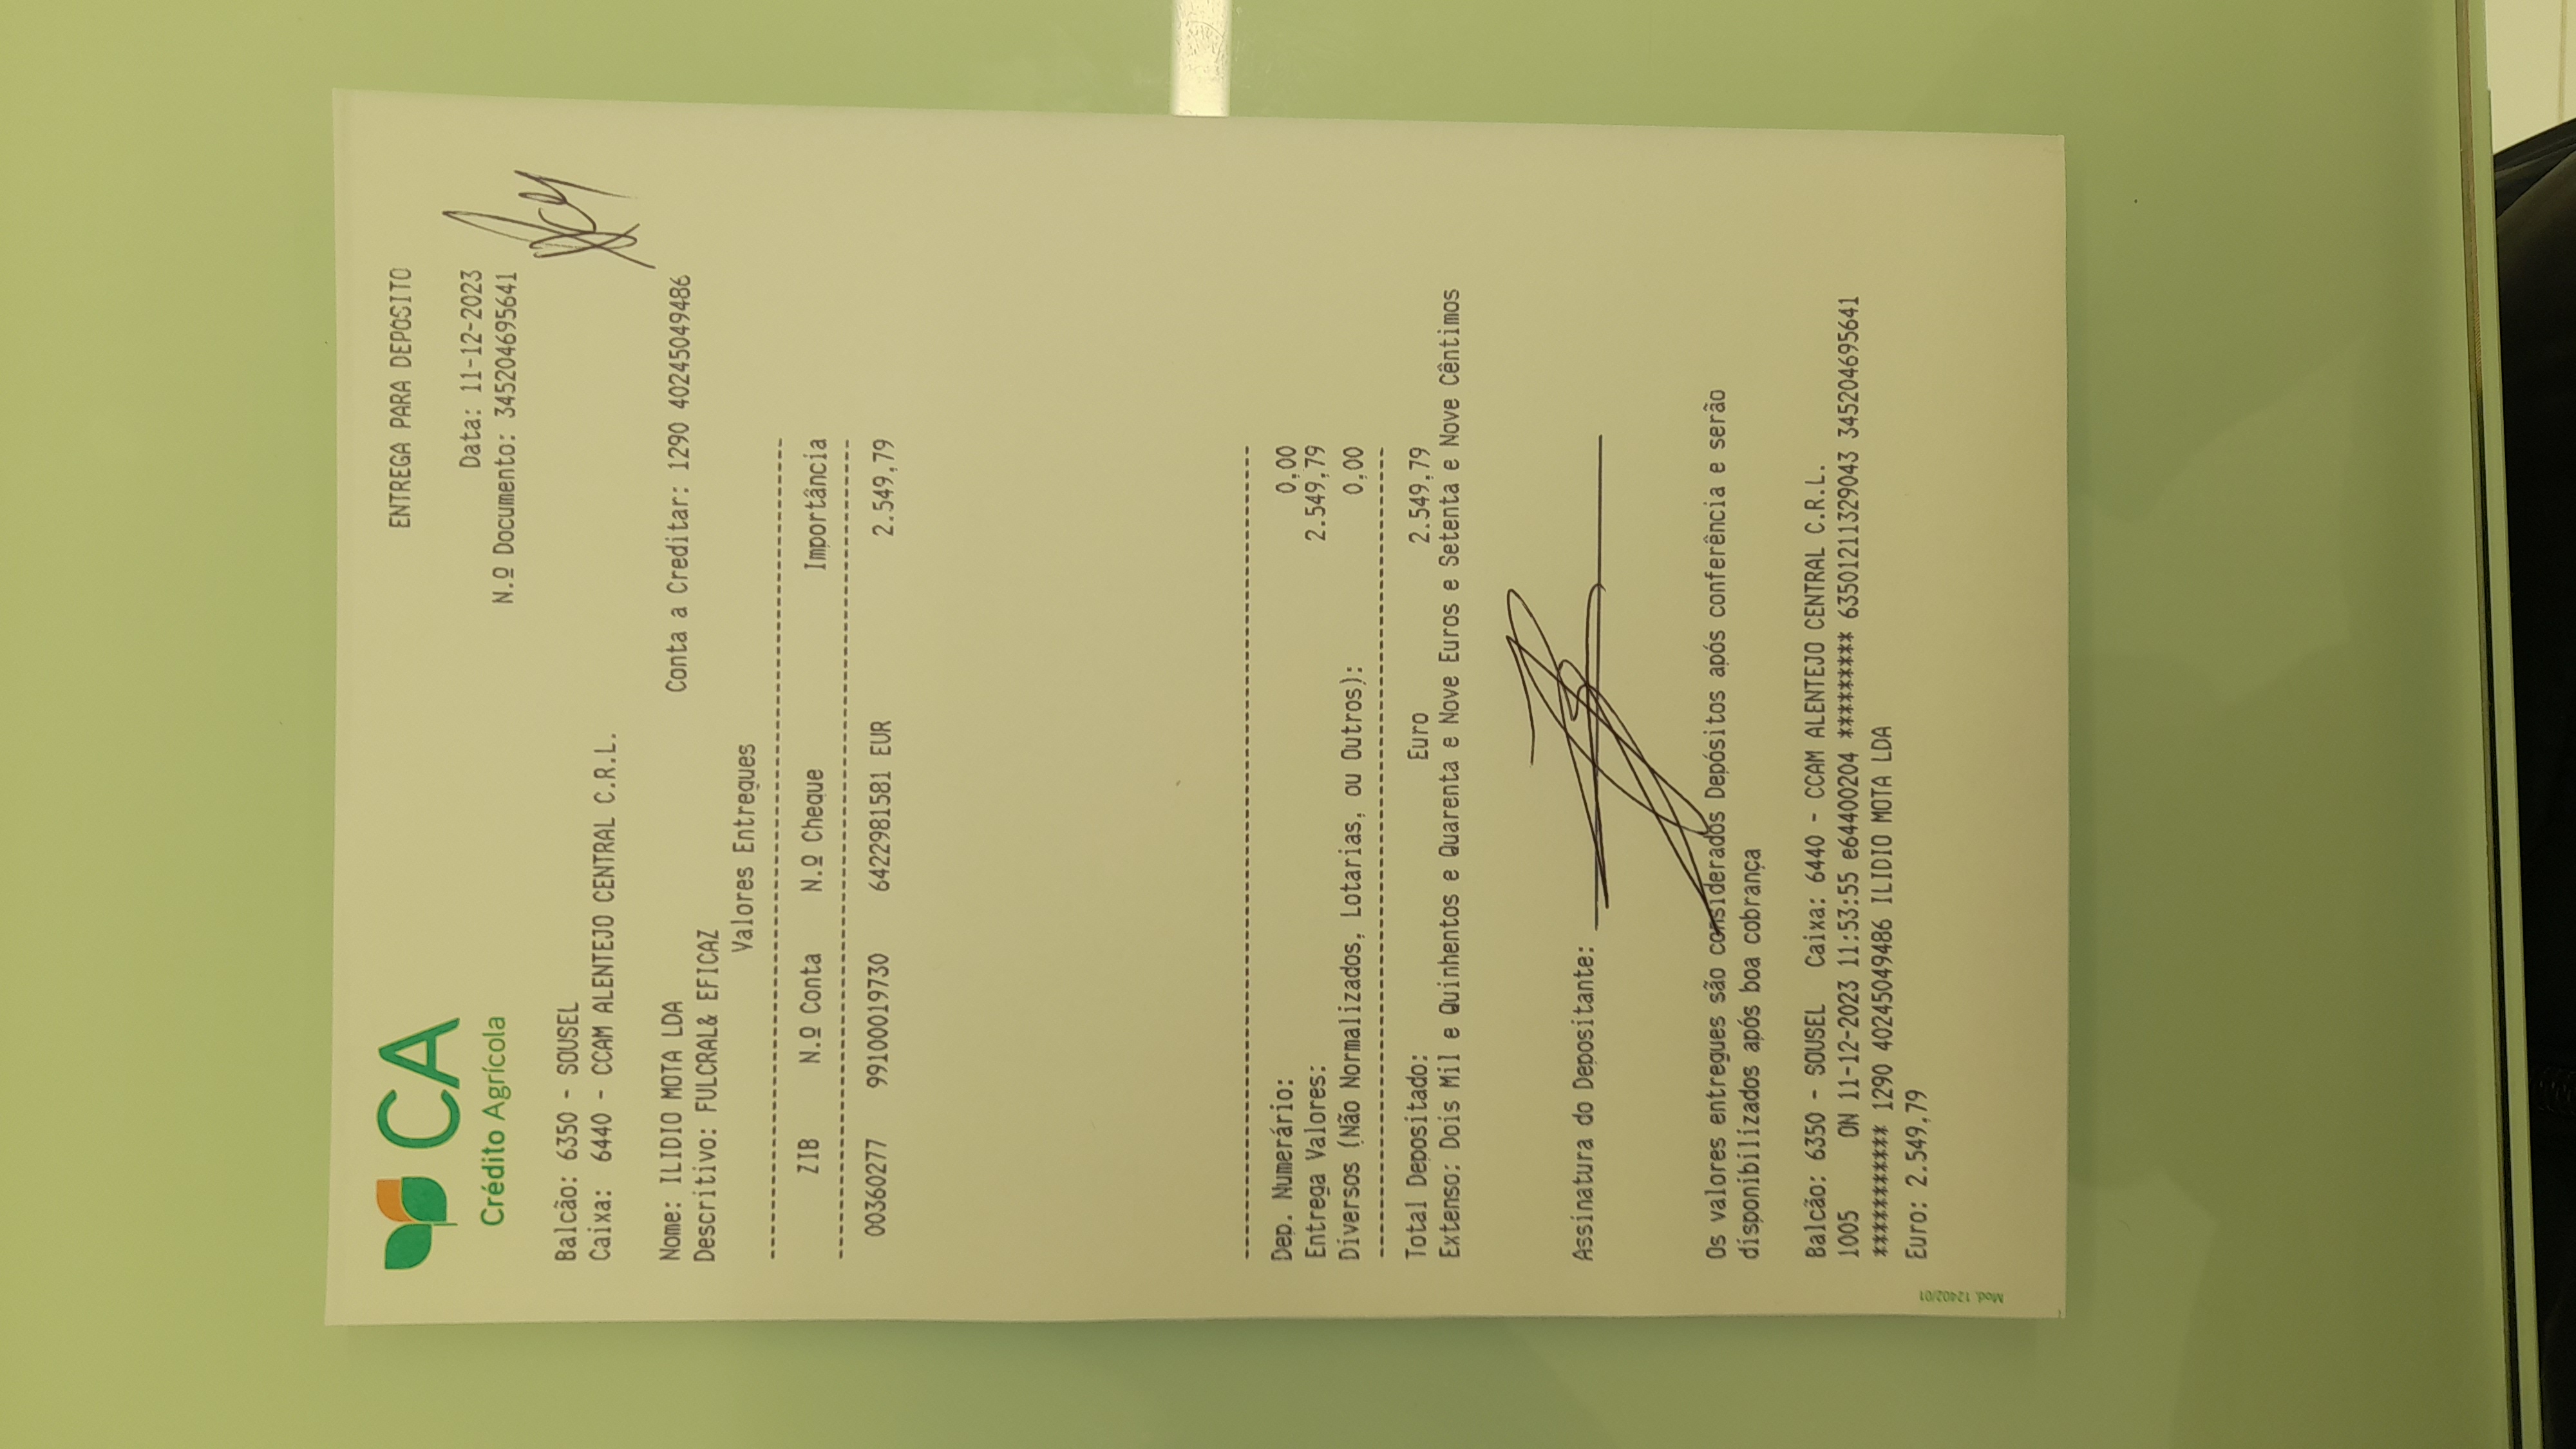 CA
Crédito Agrícola
ENTREGA PARA DEPOSITO
Data: 11-12-2023
N.º Documento: 34520469564​1
Balcão: 6350 - SOUSEL
Caixa: 6440 - CCAM ALENTEJO CENTRAL C.R.L.
Nome: ILIDIO MOTA LDA Conta a Creditar: 1290 40245049486
Descritivo: FULCRAL& EFICAZ
Valores Entregues
ZIB N.º Conta N.º Cheque Importância
00360277 99100019730 6422981581 EUR 2.549,79
Dep. Numerário: 0,00
Entrega Valores: 2.549,79
Diversos (Não Normalizados, Lotarias, ou Outros): 0,00
Total Depositado: Euro 2.549,79
Extenso: Dois Mil e Quinhentos e Quarenta e Nove Euros e Setenta e Nove Cêntimos
Assinatura do Depositante:
Os valores entregues são considerados Depósitos após conferência e serão
disponibilizados após boa cobrança
Balcão: 6350 - SOUSEL Caixa: 6440 - CCAM ALENTEJO CENTRAL C.R.L.
1005 ON 11-12-2023 11:53:55 e64400204 ******** 635012113290​43 345204695641
*********** 1290 40245049486 ILIDIO MOTA LDA
Euro: 2.549,79
Mod. 12402/01